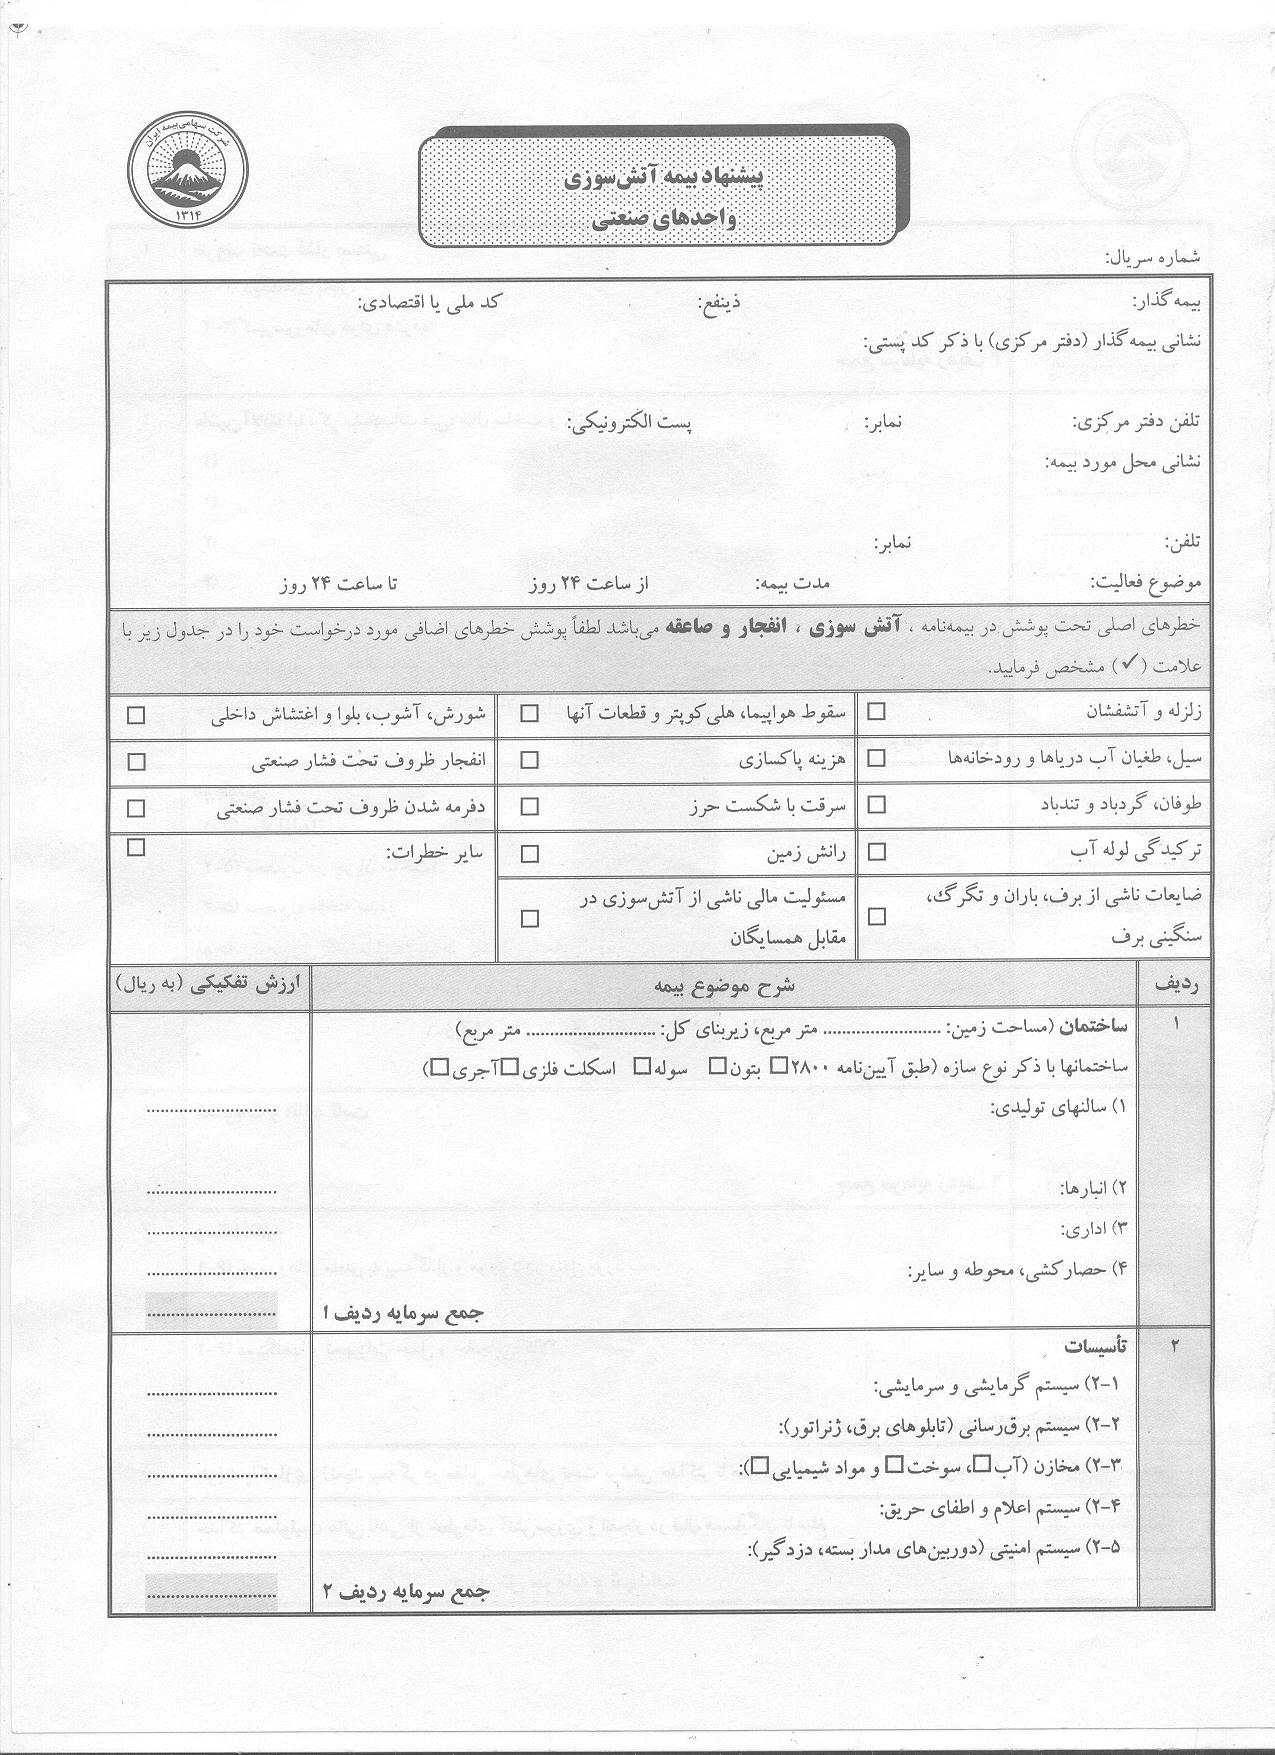 شرکت سهامی بیمه ایران
۱۳۱۴
پیشنهاد بیمه آتش‌سوزی
واحدهای صنعتی
شماره سریال:
بیمه گذار: ذینفع: کد ملی یا اقتصادی:
نشانی بیمه گذار (دفتر مرکزی) با ذکر کد پستی:
تلفن دفتر مرکزی: نمابر: پست الکترونیکی:
نشانی محل مورد بیمه:
تلفن: نمابر:
موضوع فعالیت: مدت بیمه: از ساعت ۲۴ روز تا ساعت ۲۴ روز
خطرهای اصلی تحت پوشش در بیمه‌نامه ، آتش سوزی ، انفجار و صاعقه می‌باشد لطفاً پوشش خطرهای اضافی مورد درخواست خود را در جدول زیر با
علامت (✓) مشخص فرمایید.
زلزله و آتشفشان □ سقوط هواپیما، هلی‌کوپتر و قطعات آنها □ شورش، آشوب، بلوا و اغتشاش داخلی □
سیل، طغیان آب دریاها و رودخانه‌ها □ هزینه پاکسازی □ انفجار ظروف تحت فشار صنعتی □
طوفان، گردباد و تندباد □ سرقت با شکست حرز □ دفرمه شدن ظروف تحت فشار صنعتی □
ترکیدگی لوله آب □ رانش زمین □ سایر خطرات: □
ضایعات ناشی از برف، باران و تگرگ، □ مسئولیت مالی ناشی از آتش‌سوزی در □
سنگینی برف مقابل همسایگان
ردیف شرح موضوع بیمه ارزش تفکیکی (به ریال)
۱ ساختمان (مساحت زمین: ........................ متر مربع، زیربنای کل: .......................... متر مربع)
ساختمانها با ذکر نوع سازه (طبق آیین‌نامه ۲۸۰۰ □ بتون □ سوله □ اسکلت فلزی □ آجری □)
۱) سالنهای تولیدی: ..........................
۲) انبارها: ..........................
۳) اداری: ..........................
۴) حصارکشی، محوطه و سایر: ..........................
جمع سرمایه ردیف ۱ ..........................
۲ تأسیسات
۲-۱) سیستم گرمایشی و سرمایشی: ..........................
۲-۲) سیستم برق‌رسانی (تابلوهای برق، ژنراتور): ..........................
۲-۳) مخازن (آب □، سوخت □ و مواد شیمیایی □): ..........................
۲-۴) سیستم اعلام و اطفای حریق: ..........................
۲-۵) سیستم امنیتی (دوربین‌های مدار بسته، دزدگیر): ..........................
جمع سرمایه ردیف ۲ ..........................